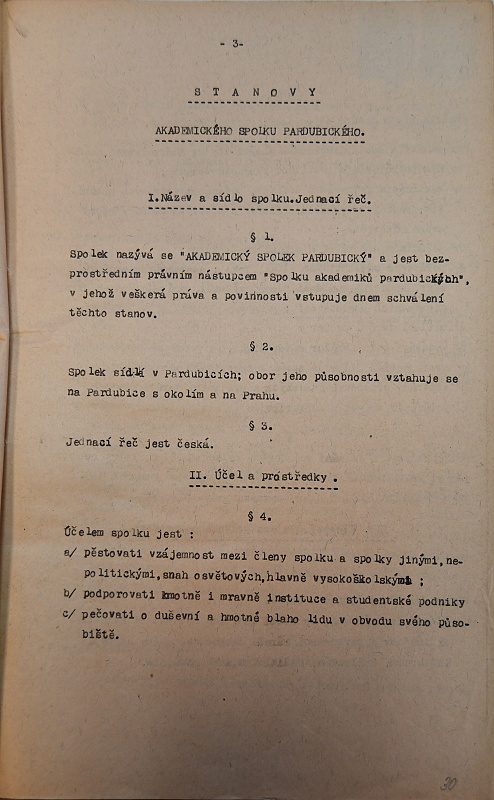 - 3-
S T A N O V Y
AKADEMICKÉHO SPOLKU PARDUBICKÉHO.
I.Název a sídlo spolku.Jednací řeč.
§ 1.
Spolek nazývá se "AKADEMICKÝ SPOLEK PARDUBICKÝ" a jest bez-
prostředním právním nástupcem "Spolku akademiků pardubických",
v jehož veškerá práva a povinnosti vstupuje dnem schválení
těchto stanov.
§ 2.
Spolek sídlí v Pardubicích; obor jeho působnosti vztahuje se
na Pardubice s okolím a na Prahu.
§ 3.
Jednací řeč jest česká.
II. Účel a prostředky .
§ 4.
Účelem spolku jest :
a/ pěstovati vzájemnost mezi členy spolku a spolky jinými,ne-
politickými,snah osvětových,hlavně vysokoškolskými ;
b/ podporovati hmotně i mravně instituce a studentské podniky
c/ pečovati o duševní a hmotné blaho lidu v obvodu svého půso-
biště.
30